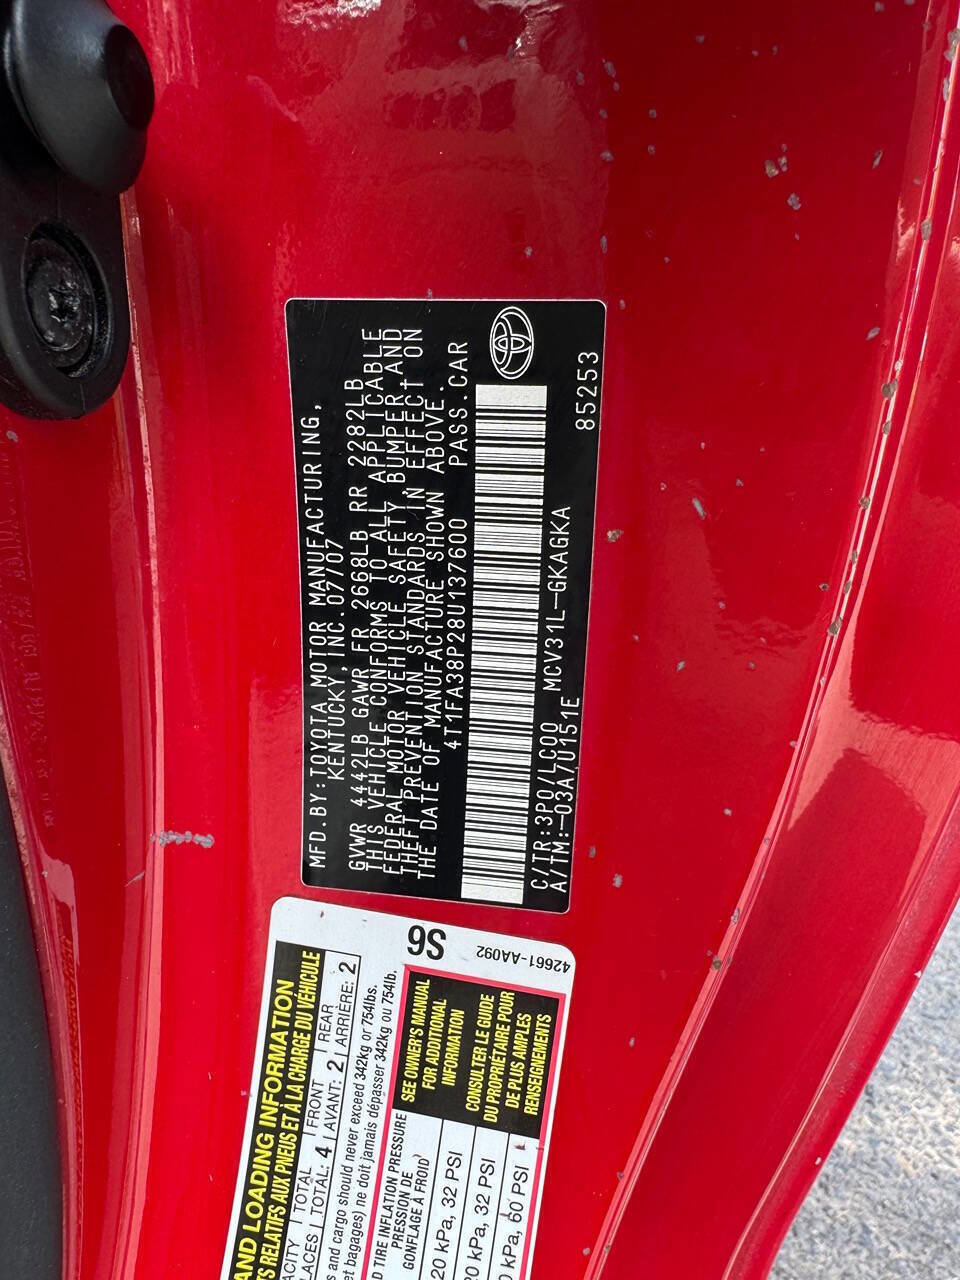 MFD.BY:TOYOTA MOTOR MANUFACTURING,
KENTUCKY, INC. 07/07
GVWR 4442LB GAWR FR 2668LB RR 2282LB
THIS VEHICLE CONFORMS TO ALL APPLICABLE
FEDERAL MOTOR VEHICLE SAFETY, BUMPER, AND
THEFT PREVENTION STANDARDS IN EFFECT ON
THE DATE OF MANUFACTURE SHOWN ABOVE.
4T1FA38P28U137600 PASS.CAR
C/TR:3P0/LC00 MCV31L-GKAGKA
A/TM:-03A/U151E 85253
S6
42661-AA092
AND LOADING INFORMATION
RELATIFS AUX PNEUS ET À LA CHARGE DU VÉHICULE
TOTAL 4 FRONT 2 REAR 2
TOTAL: AVANT: ARRIÈRE:
and cargo should never exceed 342kg or 754lbs.
et bagages) ne doit jamais dépasser 342kg ou 754lb.
TIRE INFLATION PRESSURE
PRESSION DE
GONFLAGE À FROID
SEE OWNER'S MANUAL
FOR ADDITIONAL
INFORMATION
CONSULTER LE GUIDE
DU PROPRIÉTAIRE POUR
DE PLUS AMPLES
RENSEIGNEMENTS
20 kPa, 32 PSI
20 kPa, 32 PSI
kPa, 60 PSI